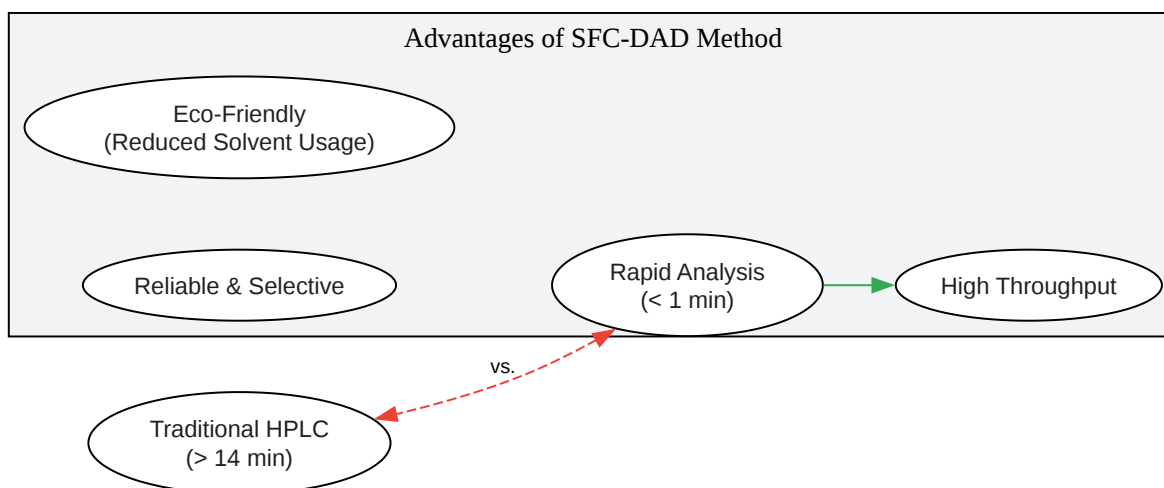 Advantages of SFC-DAD Method
Eco-Friendly
(Reduced Solvent Usage)
Reliable & Selective
Rapid Analysis
(< 1 min)
High Throughput
vs.
Traditional HPLC
(> 14 min)